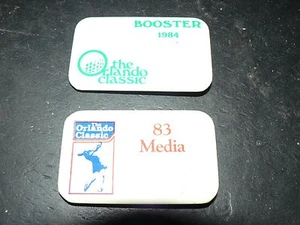 BOOSTER
1984
the
orlando
classic
The
Orlando
Classic
83
Media